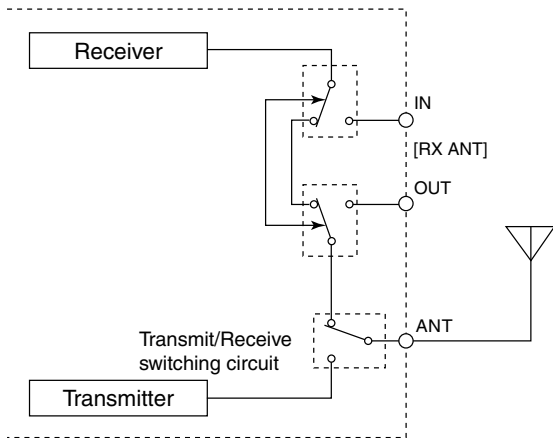 Receiver
IN
[RX ANT]
OUT
ANT
Transmit/Receive
switching circuit
Transmitter